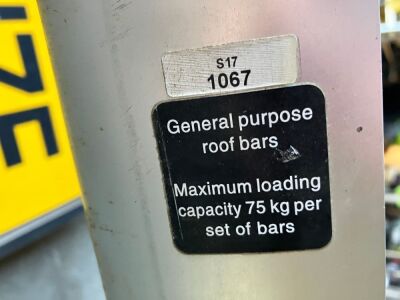 S17
1067
General purpose
roof bars
Maximum loading
capacity 75 kg per
set of bars